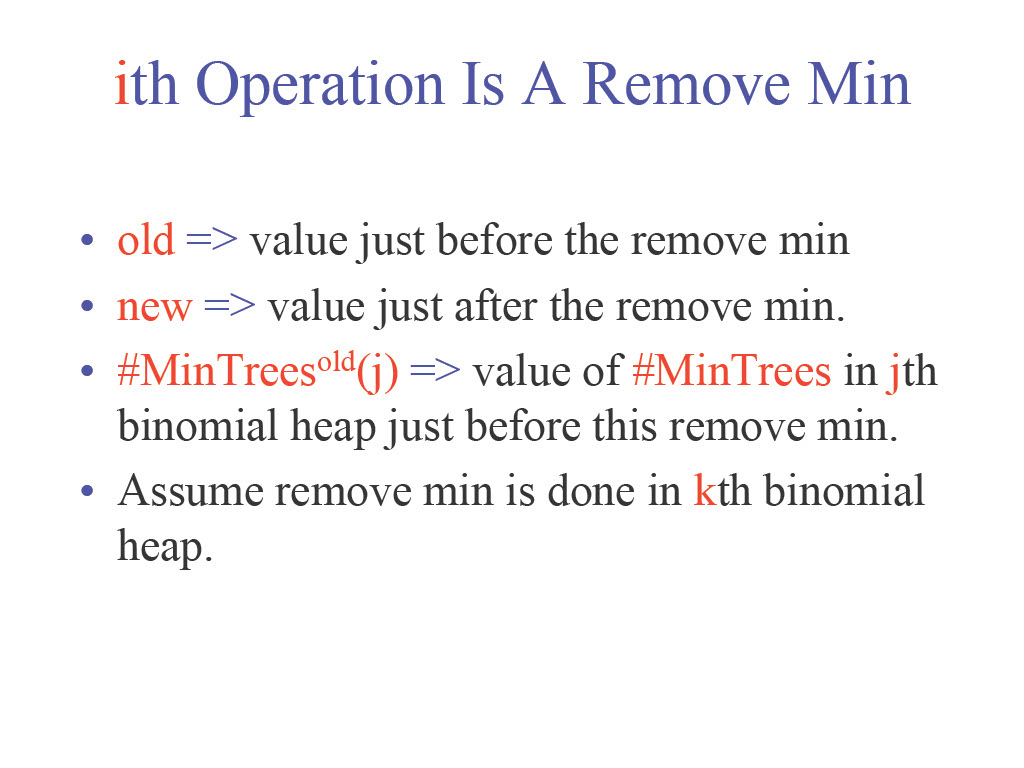 ith Operation Is A Remove Min
• old => value just before the remove min
• new => value just after the remove min.
• #MinTreesᵒˡᵈ(j) => value of #MinTrees in jth
binomial heap just before this remove min.
• Assume remove min is done in kth binomial
heap.